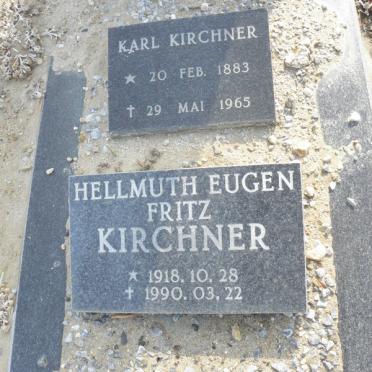 KARL KIRCHNER
★ 20 FEB. 1883
✝ 29 MAI 1965
HELLMUTH EUGEN
FRITZ
KIRCHNER
★ 1918.10.28
✝ 1990.03.22